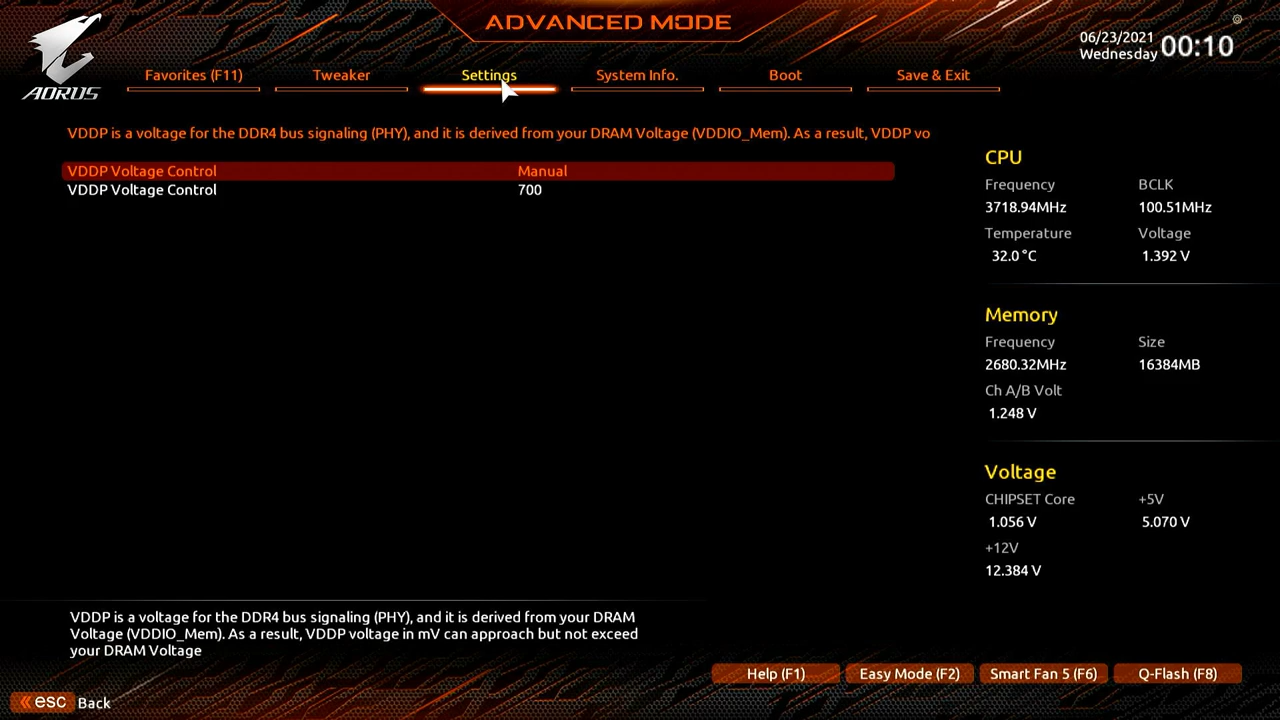 ADVANCED MODE
06/23/2021
Wednesday
00:10
AORUS
Favorites (F11)
Tweaker
Settings
System Info.
Boot
Save & Exit
VDDP is a voltage for the DDR4 bus signaling (PHY), and it is derived from your DRAM Voltage (VDDIO_Mem). As a result, VDDP vo
VDDP Voltage Control Manual
VDDP Voltage Control 700
CPU
Frequency BCLK
3718.94MHz 100.51MHz
Temperature Voltage
32.0 °C 1.392 V
Memory
Frequency Size
2680.32MHz 16384MB
Ch A/B Volt
1.248 V
Voltage
CHIPSET Core +5V
1.056 V 5.070 V
+12V
12.384 V
VDDP is a voltage for the DDR4 bus signaling (PHY), and it is derived from your DRAM
Voltage (VDDIO_Mem). As a result, VDDP voltage in mV can approach but not exceed
your DRAM Voltage
Help (F1)
Easy Mode (F2)
Smart Fan 5 (F6)
Q-Flash (F8)
esc Back